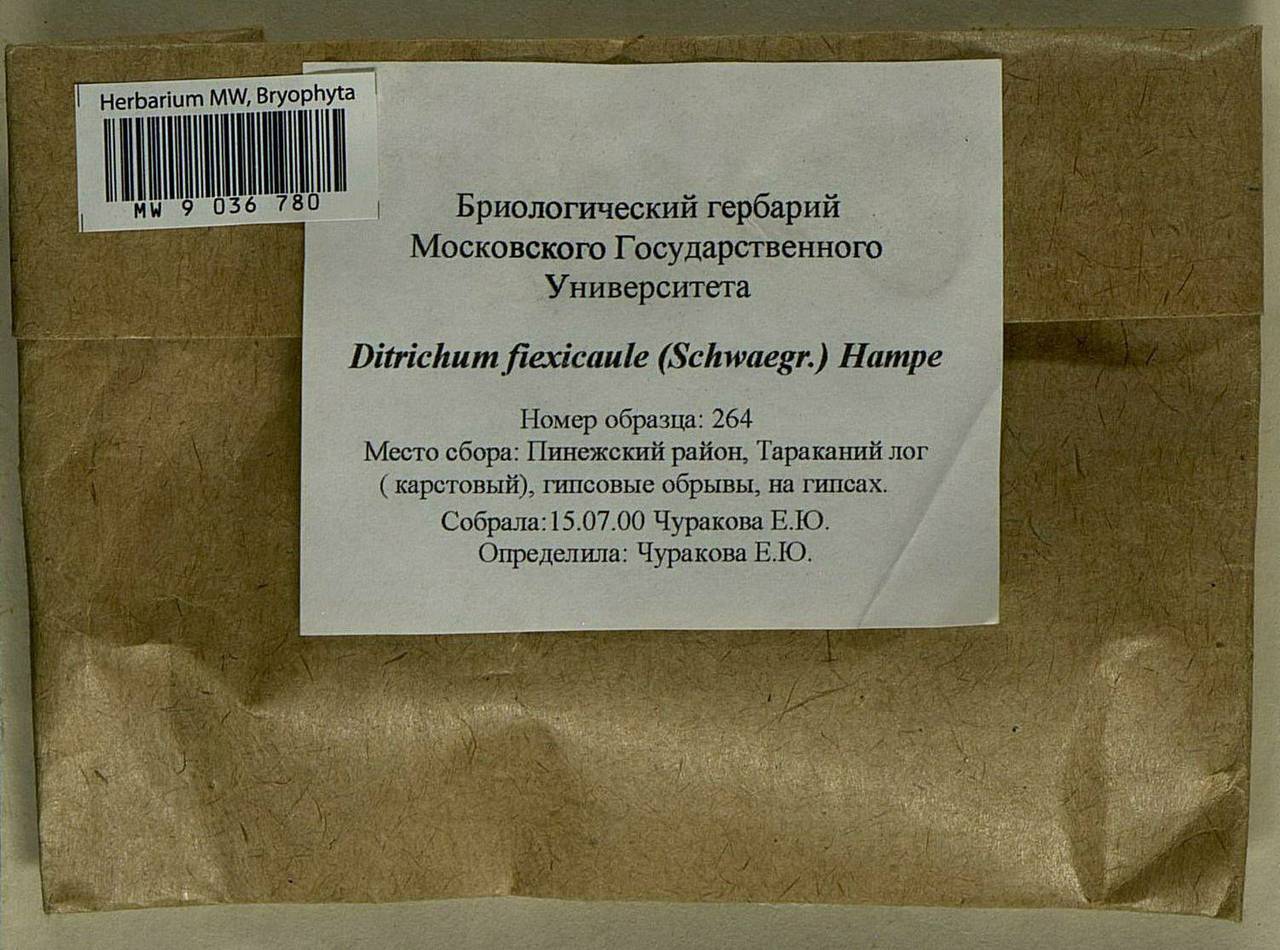 Herbarium MW, Bryophyta
MW 9 036 780
Бриологический гербарий
Московского Государственного
Университета
Ditrichum fiexicaule (Schwaegr.) Hampe
Номер образца: 264
Место сбора: Пинежский район, Тараканий лог
( карстовый), гипсовые обрывы, на гипсах.
Собрала:15.07.00 Чуракова Е.Ю.
Определила: Чуракова Е.Ю.